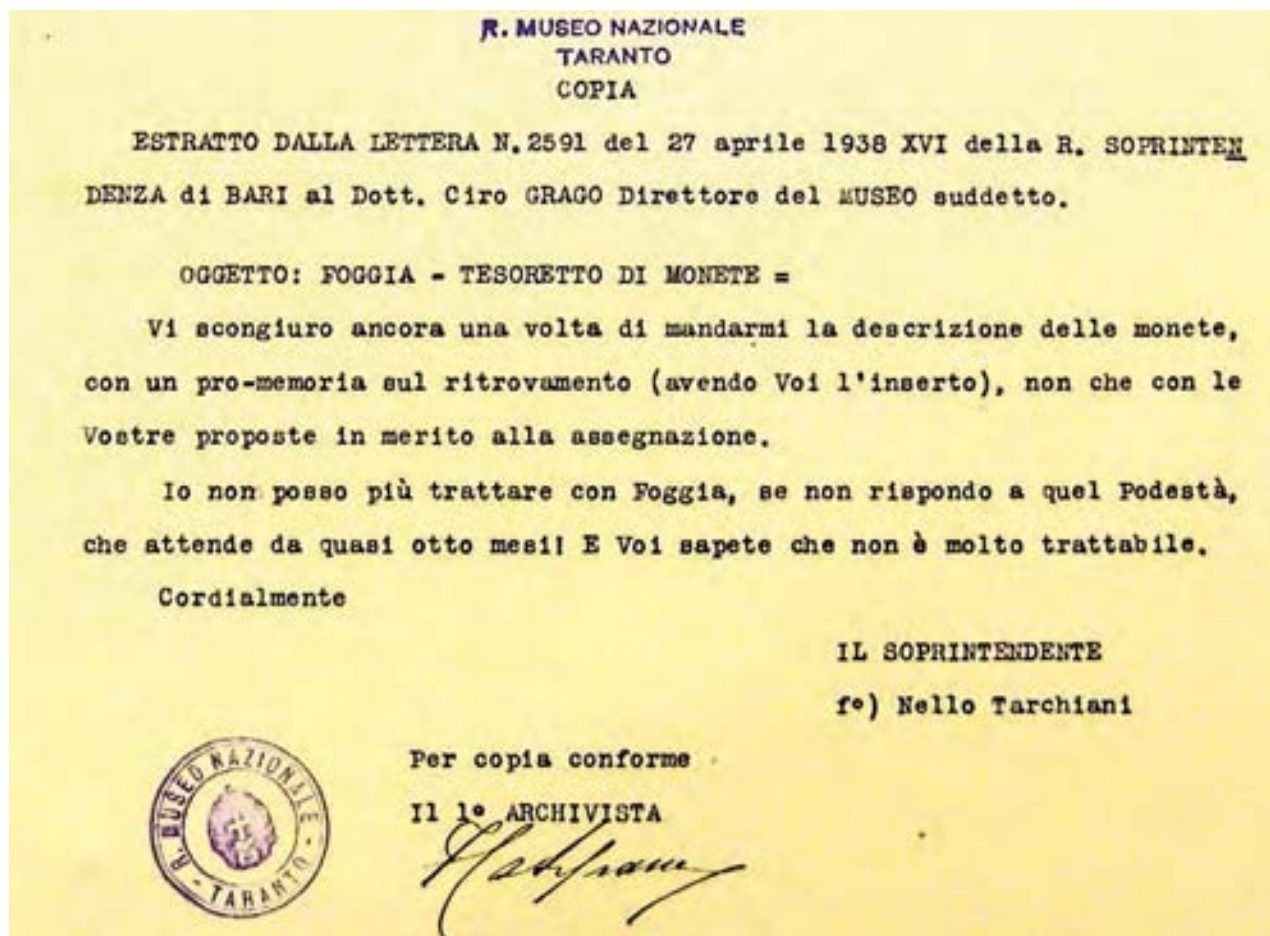 R. MUSEO NAZIONALE
TARANTO
COPIA
ESTRATTO DALLA LETTERA N.2591 del 27 aprile 1938 XVI della R. SOPRINTEN
DENZA di BARI al Dott. Ciro GRAGO Direttore del MUSEO suddetto.
OGGETTO: FOGGIA - TESORETTO DI MONETE =
Vi scongiuro ancora una volta di mandarmi la descrizione delle monete,
con un pro-memoria sul ritrovamento (avendo Voi l'inserto), non che con le
Vostre proposte in merito alla assegnazione.
Io non posso più trattare con Foggia, se non rispondo a quel Podestà,
che attende da quasi otto mesi! E Voi sapete che non è molto trattabile.
Cordialmente
IL SOPRINTENDENTE
f°) Nello Tarchiani
Per copia conforme
Il 1° ARCHIVISTA
R. MUSEO NAZIONALE - TARANTO -